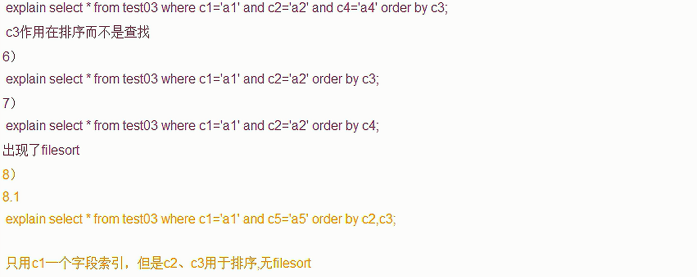 explain select * from test03 where c1='a1' and c2='a2' and c4='a4' order by c3;
c3作用在排序而不是查找
6）
explain select * from test03 where c1='a1' and c2='a2' order by c3;
7）
explain select * from test03 where c1='a1' and c2='a2' order by c4;
出现了filesort
8）
8.1
explain select * from test03 where c1='a1' and c5='a5' order by c2,c3;
只用c1一个字段索引，但是c2、c3用于排序,无filesort